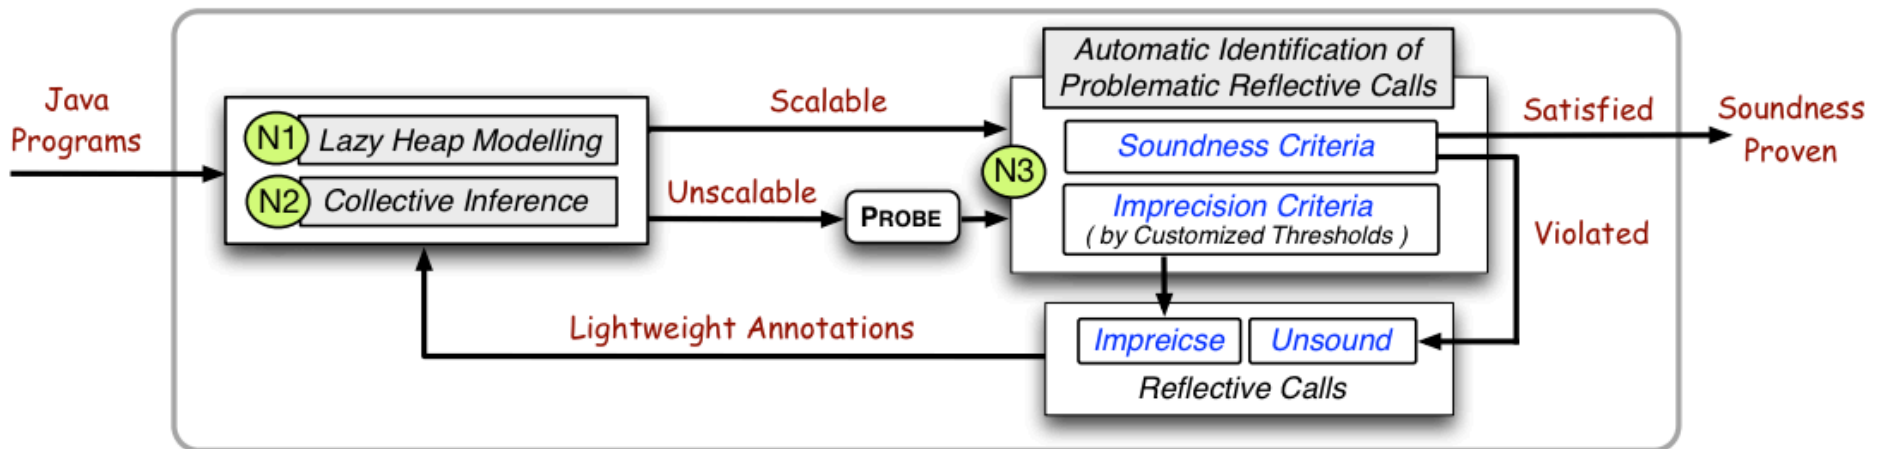 Java
Programs
N1
Lazy Heap Modelling
N2
Collective Inference
Scalable
Unscalable
PROBE
N3
Automatic Identification of
Problematic Reflective Calls
Soundness Criteria
Imprecision Criteria
( by Customized Thresholds )
Satisfied
Soundness
Proven
Violated
Lightweight Annotations
Impreicse
Unsound
Reflective Calls